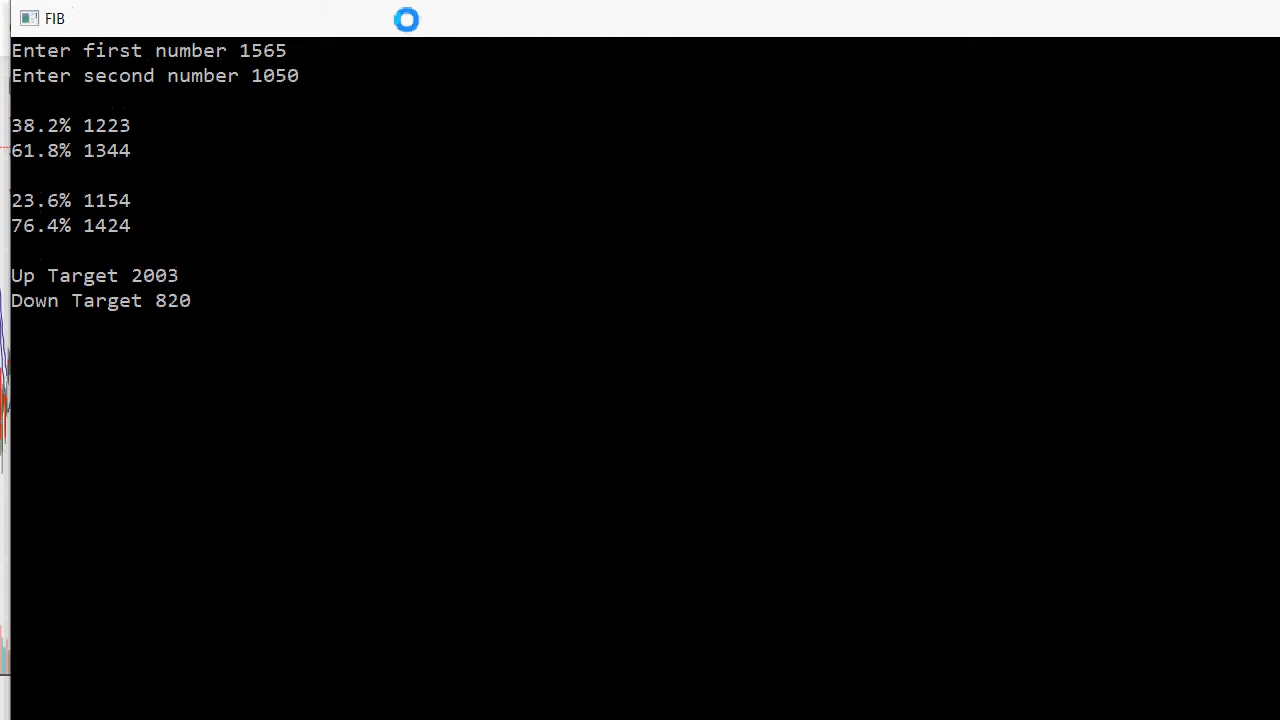 FIB
Enter first number 1565
Enter second number 1050
38.2% 1223
61.8% 1344
23.6% 1154
76.4% 1424
Up Target 2003
Down Target 820